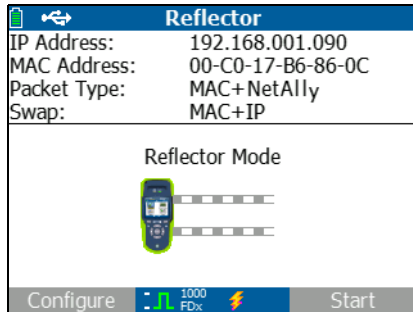 Reflector
IP Address: 192.168.001.090
MAC Address: 00-C0-17-B6-86-0C
Packet Type: MAC+NetAlly
Swap: MAC+IP
Reflector Mode
Configure 1000 FDx Start